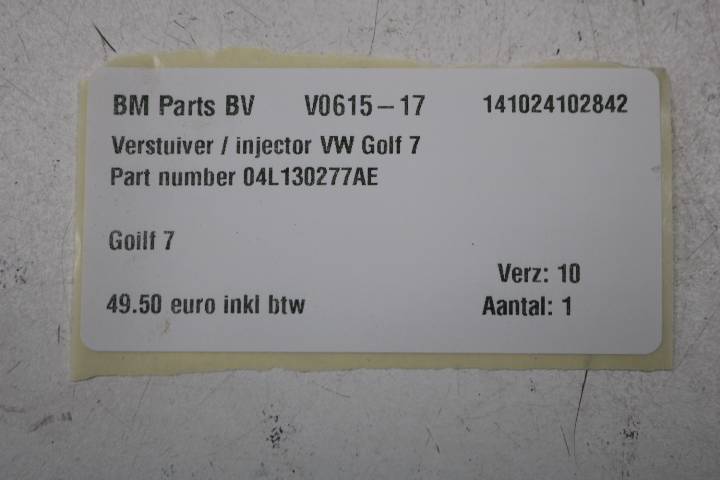 BM Parts BV V0615-17 141024102842
Verstuiver / injector VW Golf 7
Part number 04L130277AE
Goilf 7
Verz: 10
49.50 euro inkl btw Aantal: 1